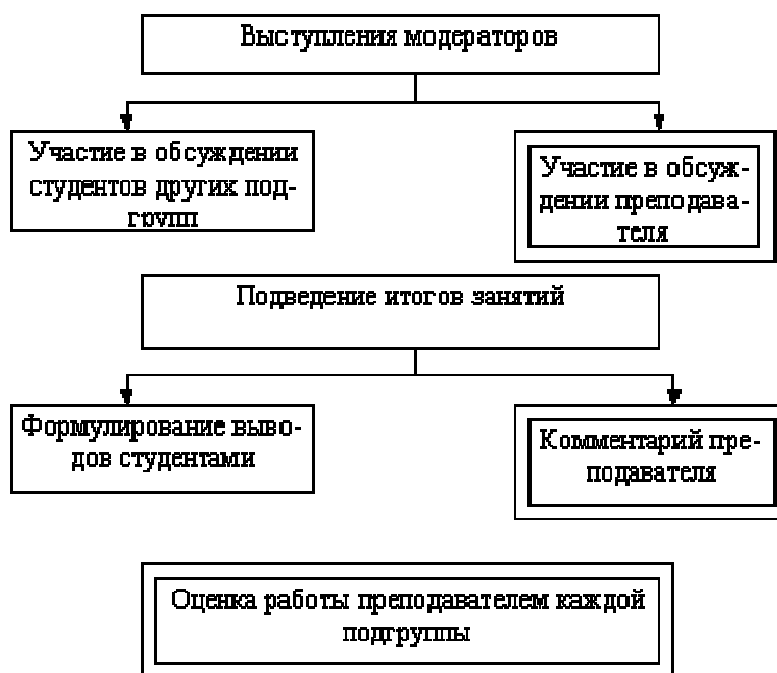 Выступления модераторов
Участие в обсуждении
студентов других под-
групп
Участие в обсуж-
дении преподава-
теля
Подведение итогов занятий
Формулирование выво-
дов студентами
Комментарий пре-
подавателя
Оценка работы преподавателем каждой
подгруппы